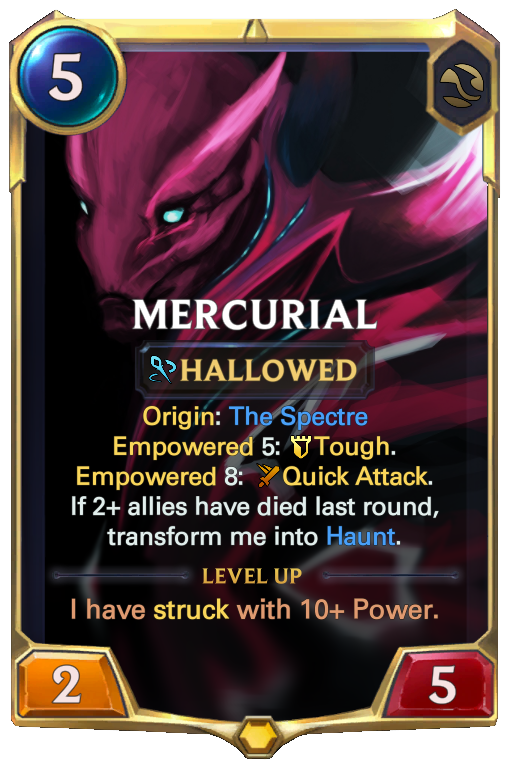 5
MERCURIAL
HALLOWED
Origin: The Spectre
Empowered 5: Tough.
Empowered 8: Quick Attack.
If 2+ allies have died last round,
transform me into Haunt.
LEVEL UP
I have struck with 10+ Power.
2
5